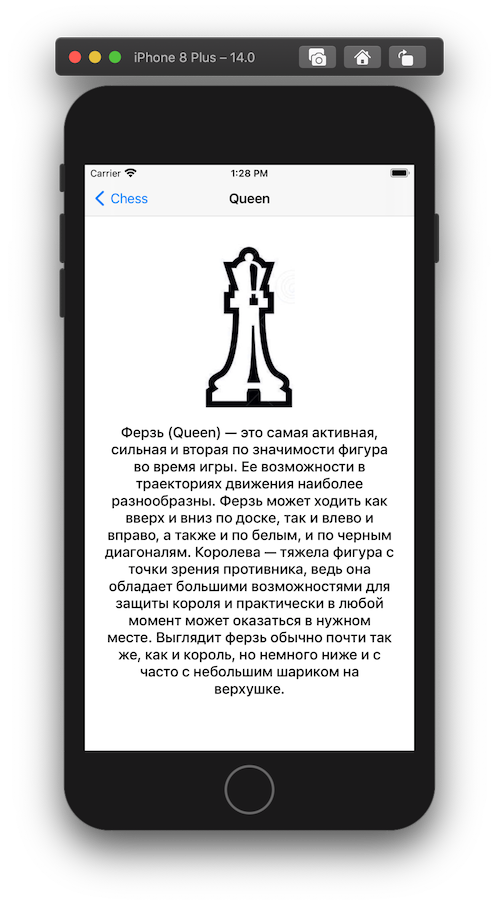 iPhone 8 Plus – 14.0
Carrier 1:28 PM
Chess Queen
Ферзь (Queen) — это самая активная,
сильная и вторая по значимости фигура
во время игры. Ее возможности в
траекториях движения наиболее
разнообразны. Ферзь может ходить как
вверх и вниз по доске, так и влево и
вправо, а также и по белым, и по черным
диагоналям. Королева — тяжела фигура с
точки зрения противника, ведь она
обладает большими возможностями для
защиты короля и практически в любой
момент может оказаться в нужном
месте. Выглядит ферзь обычно почти так
же, как и король, но немного ниже и с
часто с небольшим шариком на
верхушке.